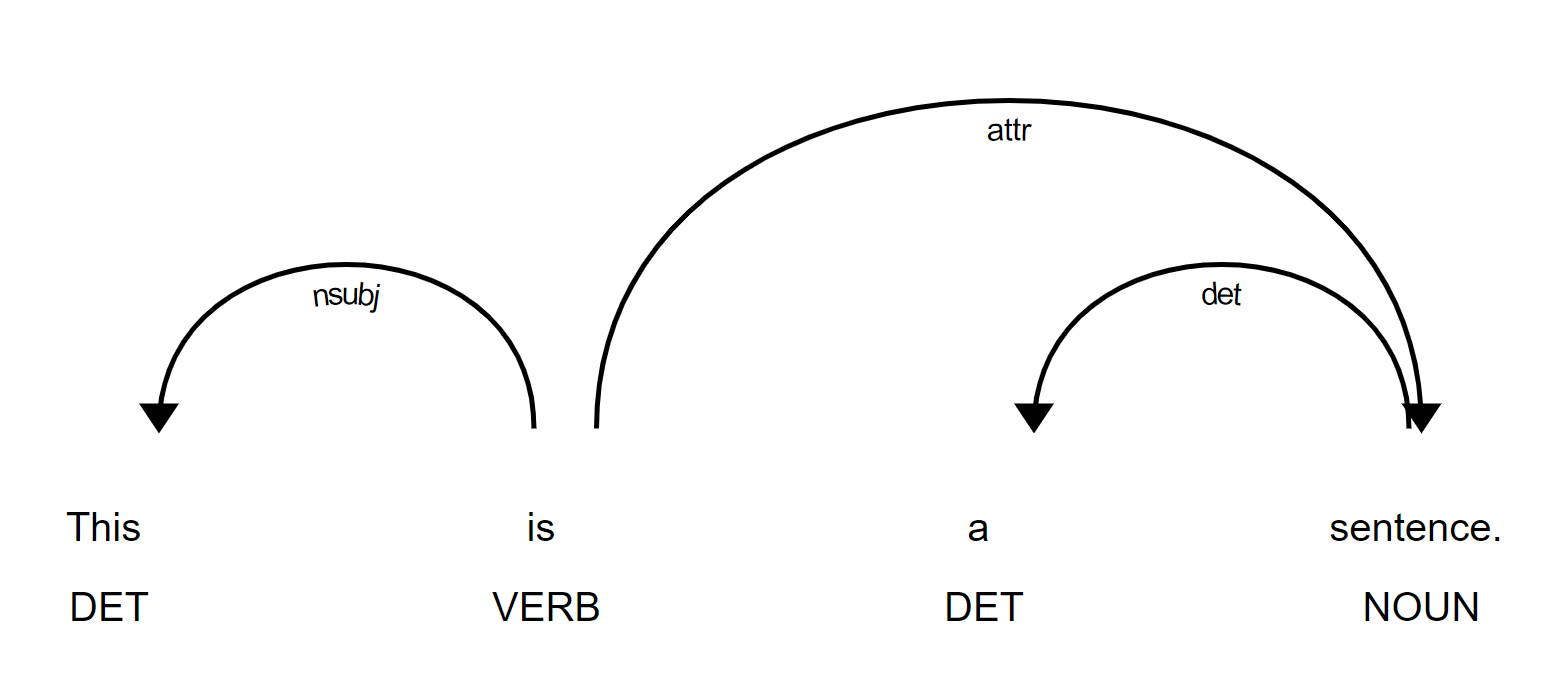 attr
nsubj det
This is a sentence.
DET VERB DET NOUN